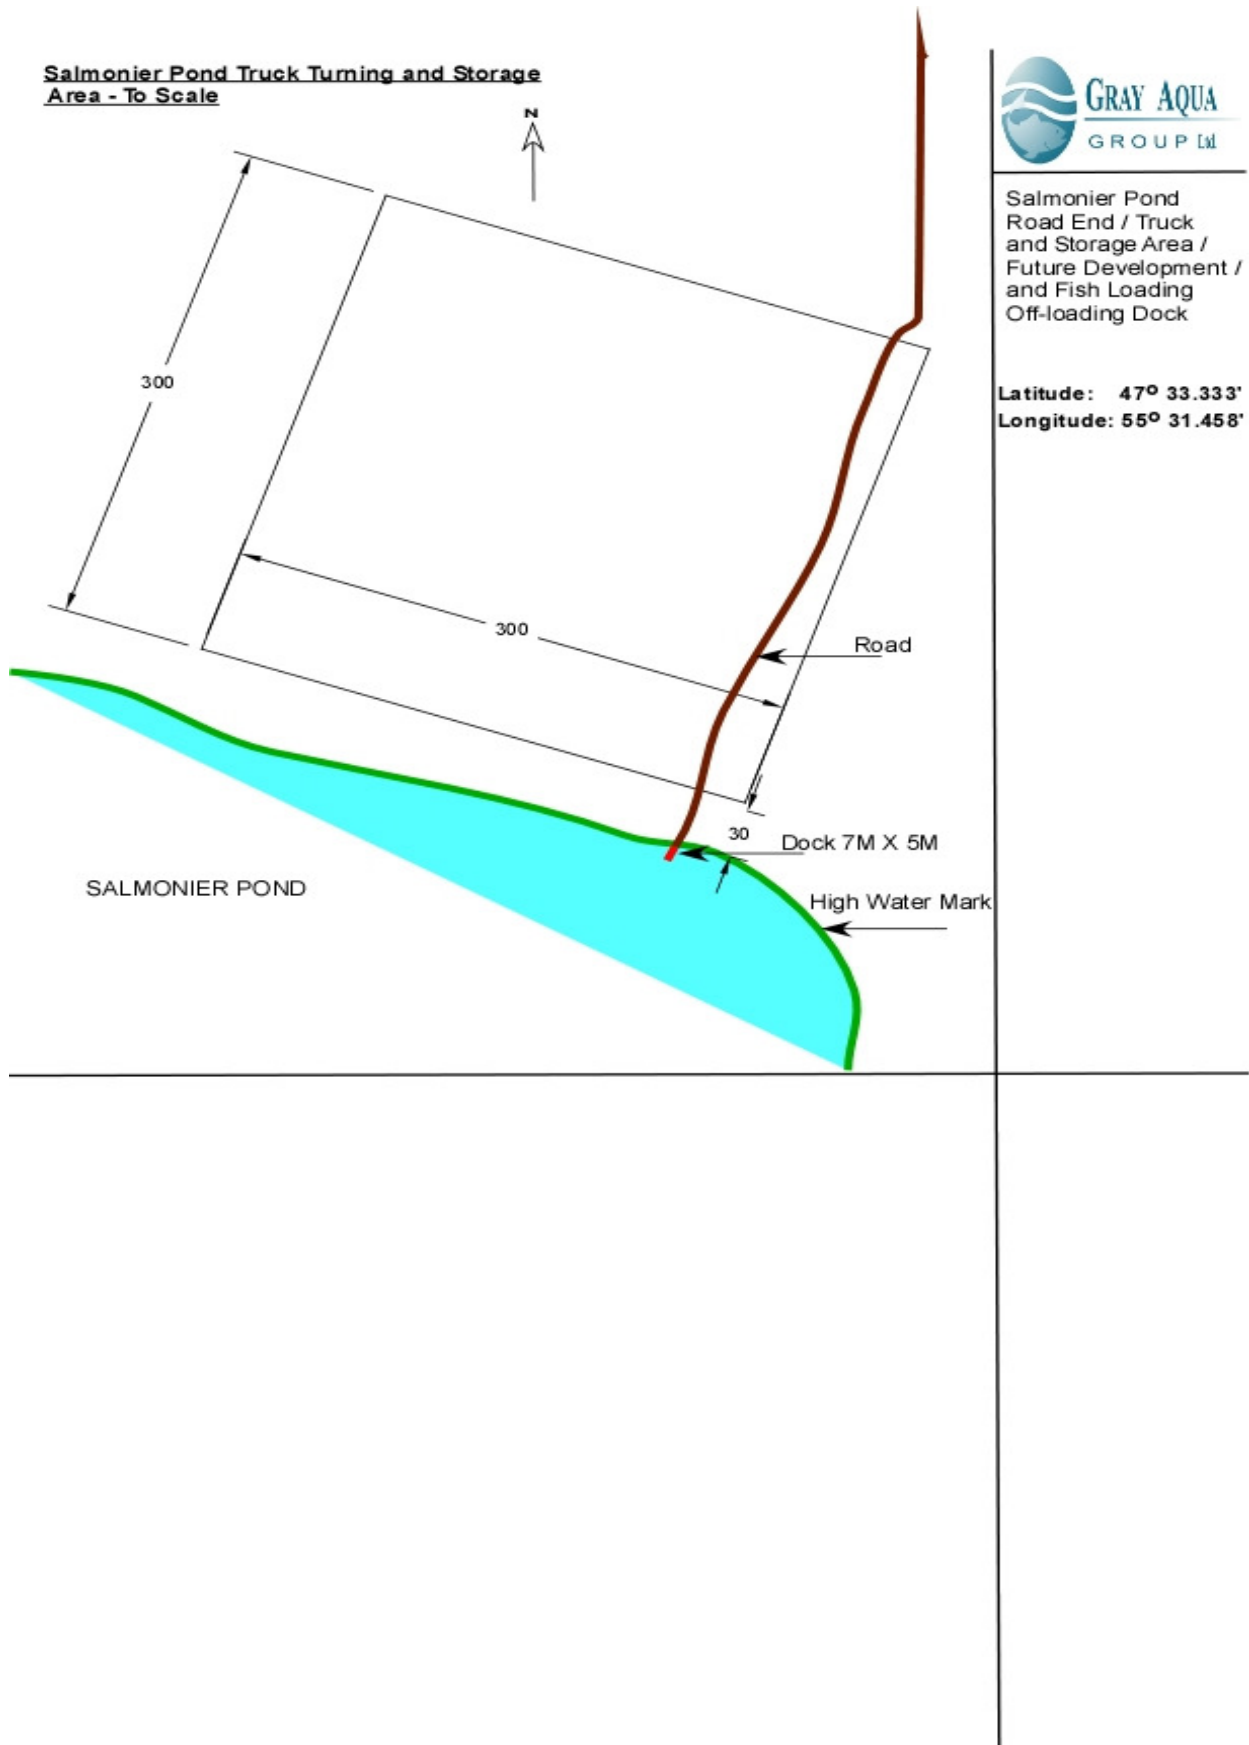 Salmonier Pond Truck Turning and Storage
Area - To Scale
N
GRAY AQUA
GROUP Ltd
Salmonier Pond
Road End / Truck
and Storage Area /
Future Development /
and Fish Loading
Off-loading Dock
Latitude: 47º 33.333'
Longitude: 55º 31.458'
300
300
Road
30
Dock 7M X 5M
SALMONIER POND
High Water Mark